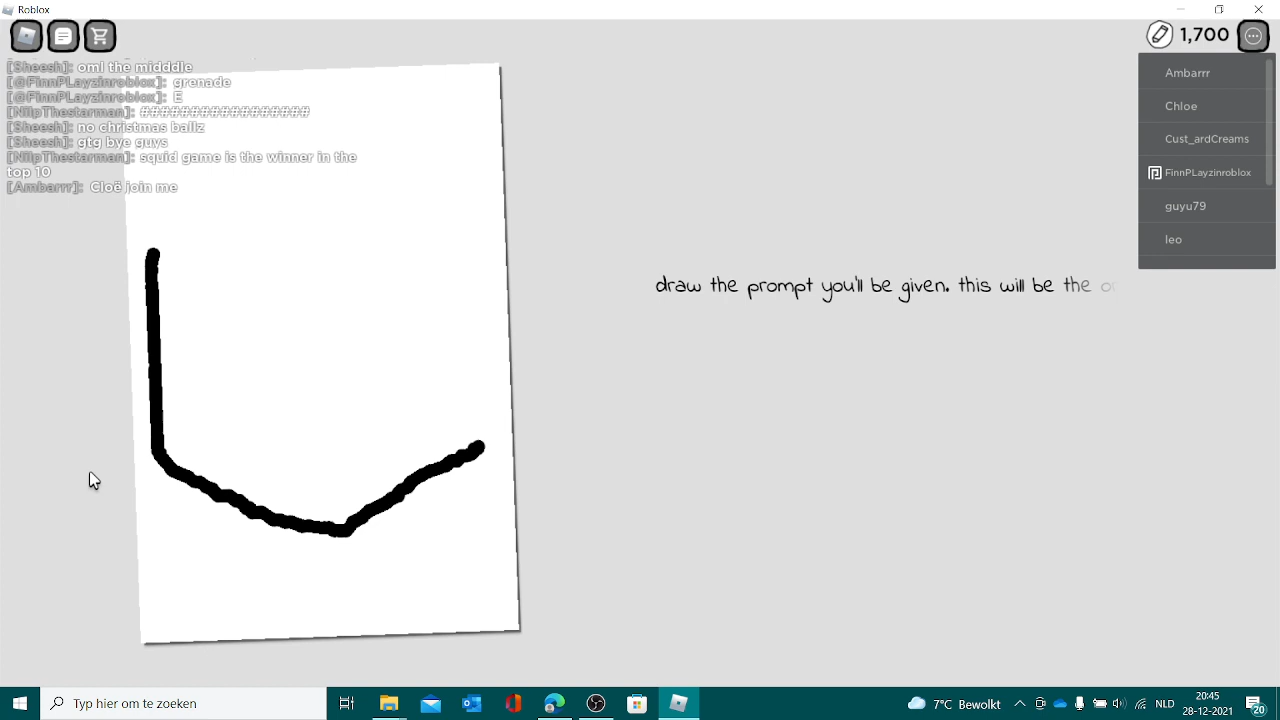 Roblox
1,700
[Sheesh]: oml the midddle
[@FinnPLayzinroblox]: grenade
[@FinnPLayzinroblox]: E
[NilpThestarman]: #################
[Sheesh]: no christmas ballz
[Sheesh]: gtg bye guys
[NilpThestarman]: squid game is the winner in the
top 10
[Ambarrr]: Cloë join me
Ambarrr
Chloe
Cust_ardCreams
FinnPLayzinroblox
guyu79
leo
draw the prompt you'll be given. this will be the
Typ hier om te zoeken
7°C Bewolkt
NLD
20:45
28-12-2021
20